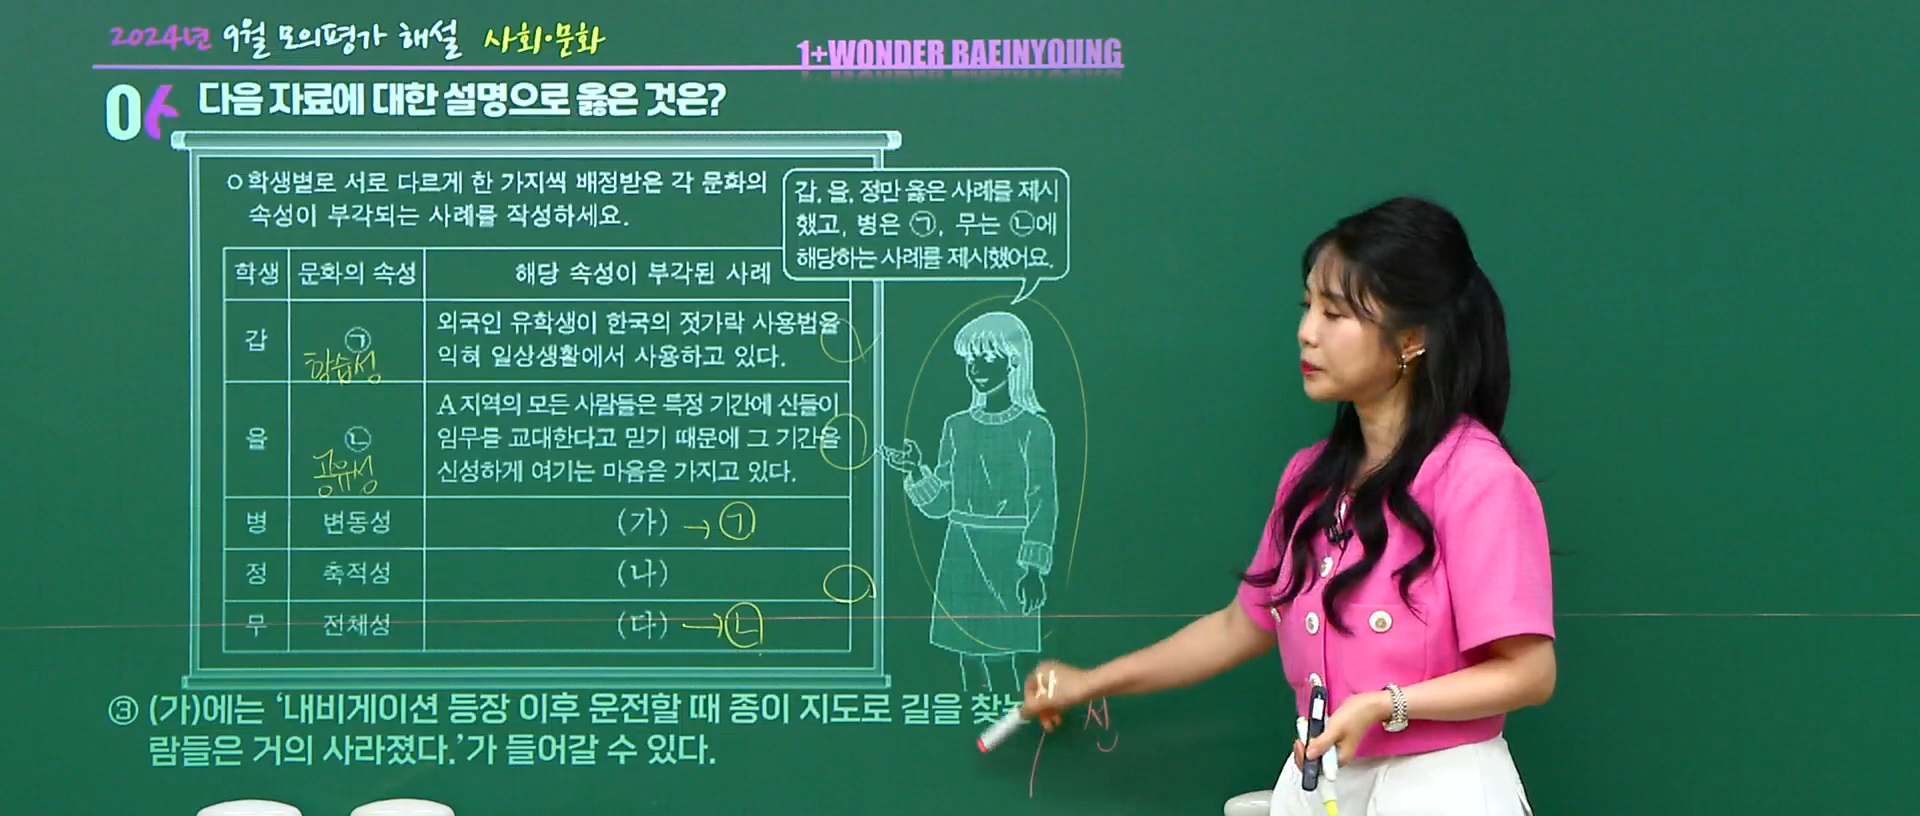 2024년 9월 모의평가 해설 사회·문화
1+WONDER BAEINYOUNG
06 다음 자료에 대한 설명으로 옳은 것은?
○ 학생별로 서로 다르게 한 가지씩 배정받은 각 문화의
속성이 부각되는 사례를 작성하세요.
갑, 을, 정만 옳은 사례를 제시
했고, 병은 ㉠, 무는 ㉡에
해당하는 사례를 제시했어요.
학생 문화의 속성 해당 속성이 부각된 사례
갑 ㉠ 학습성
외국인 유학생이 한국의 젓가락 사용법을
익혀 일상생활에서 사용하고 있다.
을 ㉡ 공유성
A 지역의 모든 사람들은 특정 기간에 신들이
임무를 교대한다고 믿기 때문에 그 기간을
신성하게 여기는 마음을 가지고 있다.
병 변동성 (가) → ㉠
정 축적성 (나)
무 전체성 (다) → ㉡
③ (가)에는 ‘내비게이션 등장 이후 운전할 때 종이 지도로 길을 찾는
람들은 거의 사라졌다.’가 들어갈 수 있다.